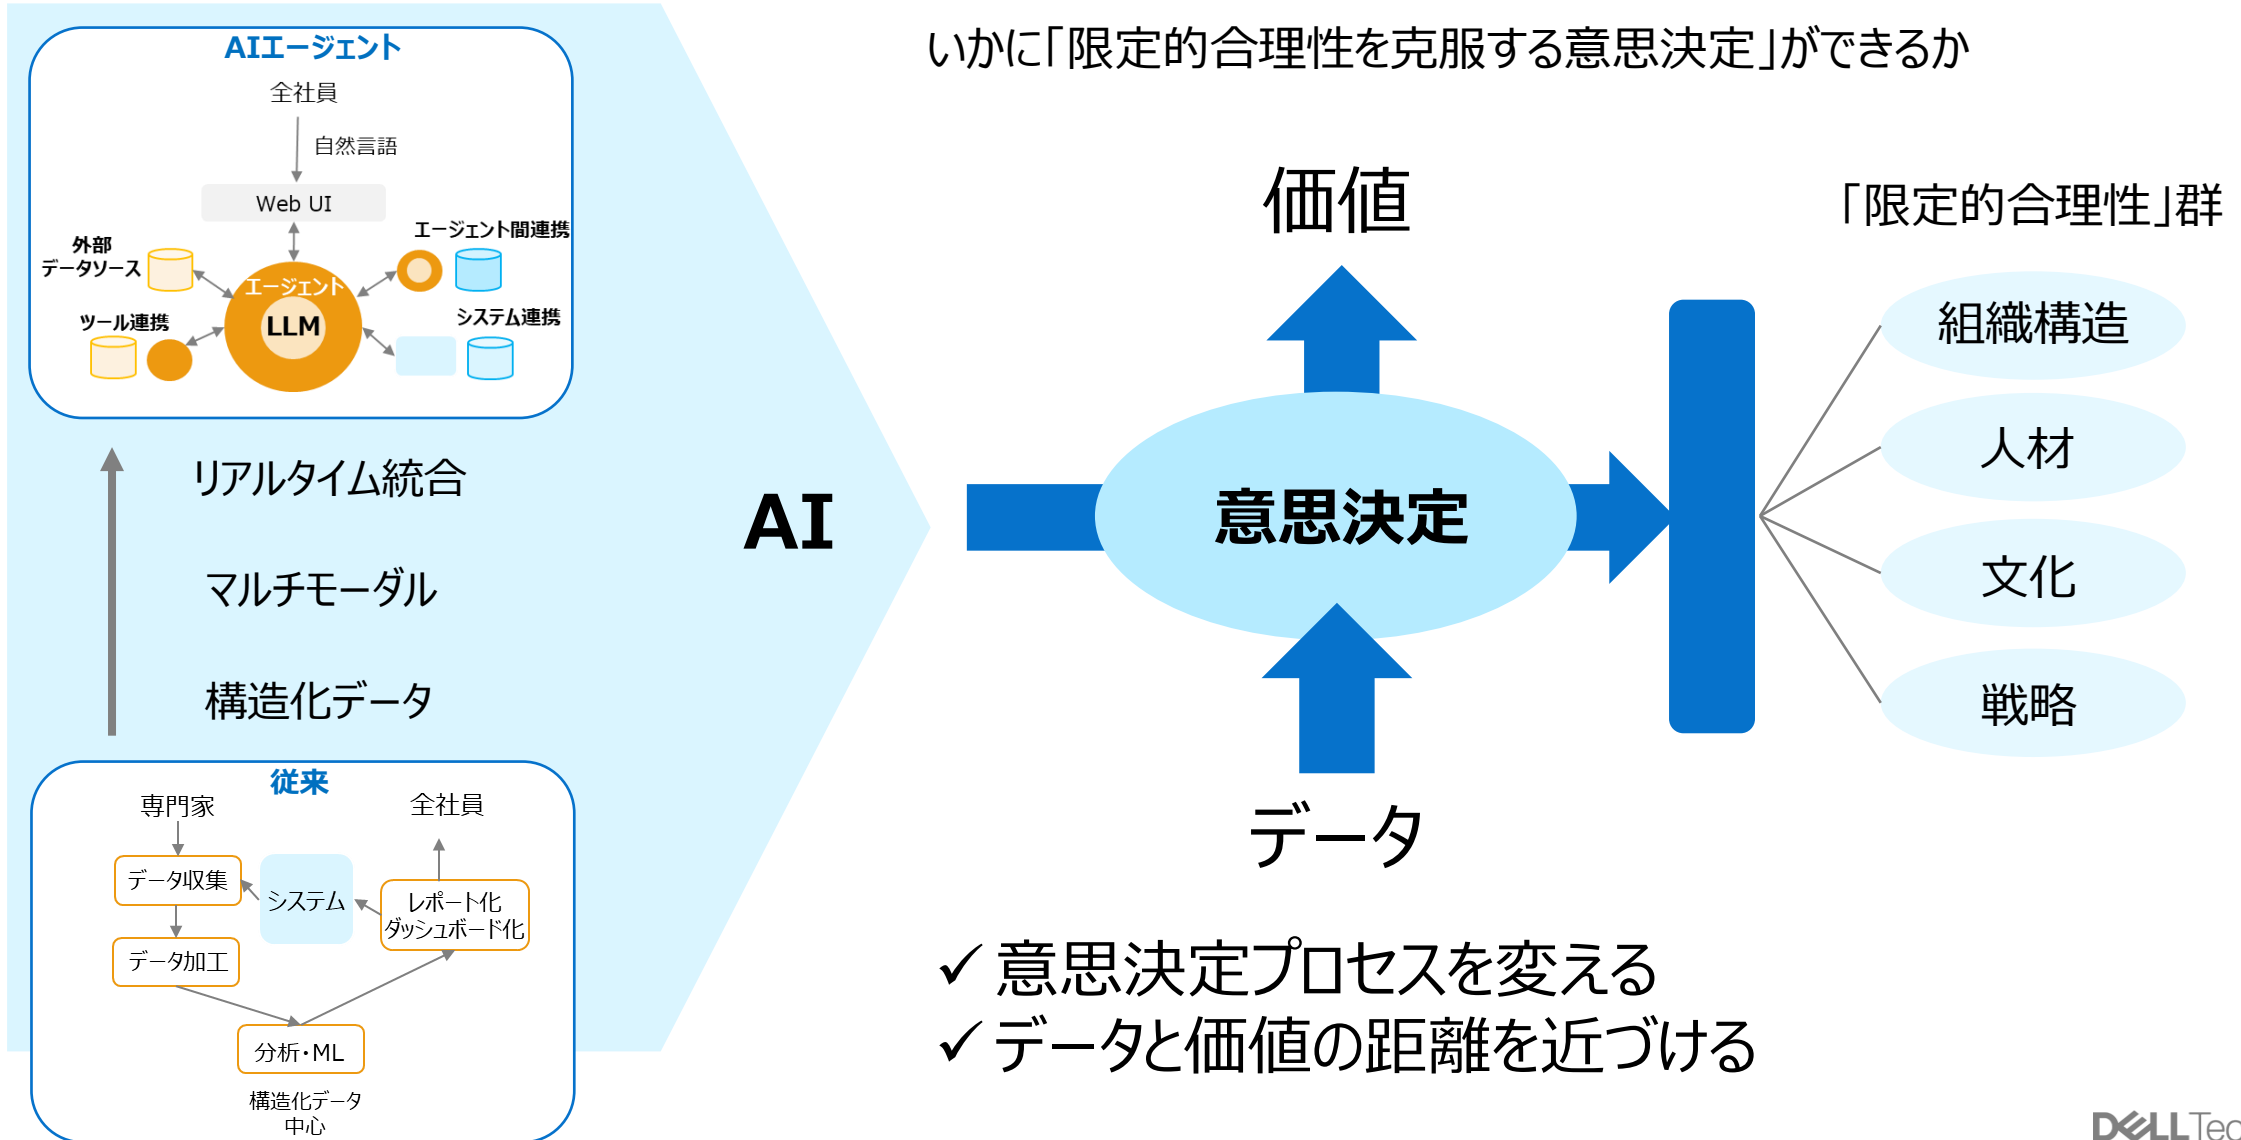 AIエージェント
全社員
自然言語
Web UI
外部
データソース
エージェント間連携
エージェント
LLM
ツール連携
システム連携
リアルタイム統合
マルチモーダル
構造化データ
従来
専門家
全社員
データ収集
システム
レポート化
ダッシュボード化
データ加工
分析・ML
構造化データ
中心
AI
いかに「限定的合理性を克服する意思決定」ができるか
価値
意思決定
データ
「限定的合理性」群
組織構造
人材
文化
戦略
✓意思決定プロセスを変える
✓データと価値の距離を近づける
DELLTec